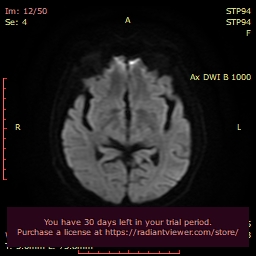 Im: 12/50
Se: 4
A
STP94
STP94
F
Ax DWI B 1000
R
L
You have 30 days left in your trial period.
Purchase a license at https://radiantviewer.com/store/